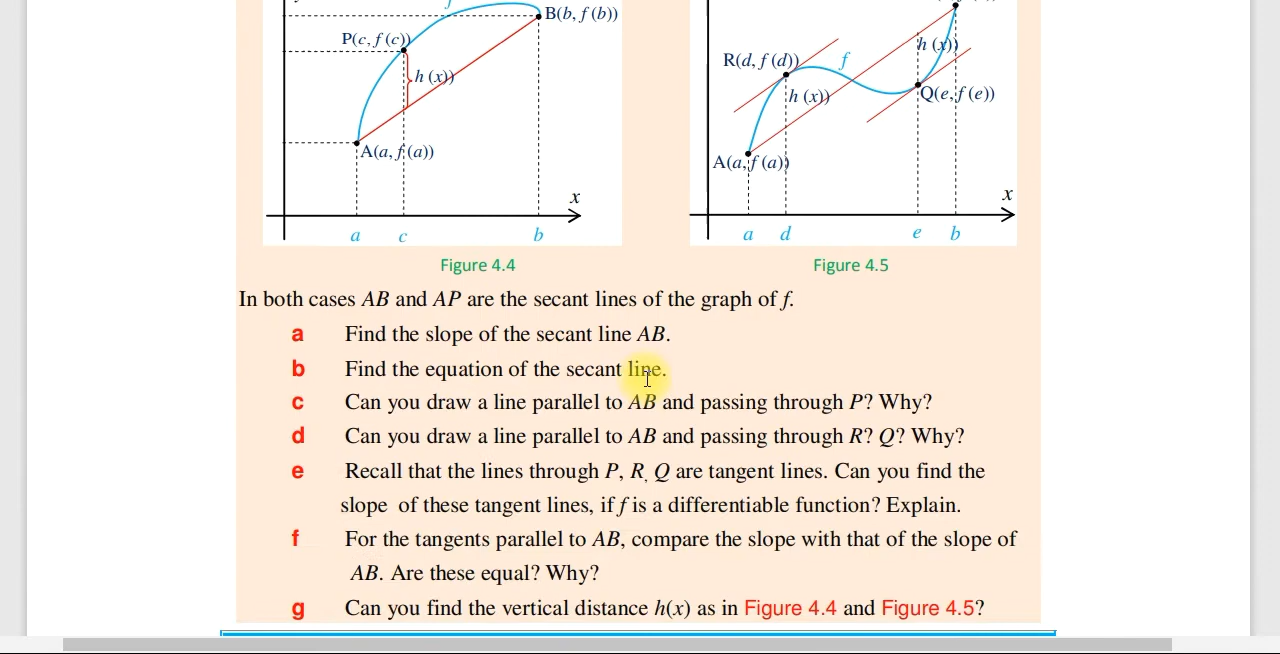 B(b, f (b))
P(c, f (c))
h (x))
A(a, f (a))
x
a c b
Figure 4.4
h (x))
R(d, f (d))
f
h (x))
Q(e, f (e))
A(a, f (a))
x
a d e b
Figure 4.5
In both cases AB and AP are the secant lines of the graph of f.
a Find the slope of the secant line AB.
b Find the equation of the secant line.
c Can you draw a line parallel to AB and passing through P? Why?
d Can you draw a line parallel to AB and passing through R? Q? Why?
e Recall that the lines through P, R, Q are tangent lines. Can you find the
slope of these tangent lines, if f is a differentiable function? Explain.
f For the tangents parallel to AB, compare the slope with that of the slope of
AB. Are these equal? Why?
g Can you find the vertical distance h(x) as in Figure 4.4 and Figure 4.5?